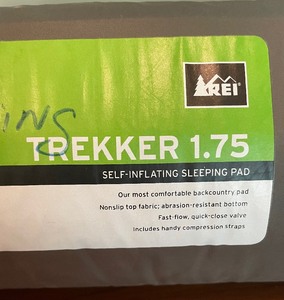 REI
ING
TREKKER 1.75
SELF-INFLATING SLEEPING PAD
Our most comfortable backcountry pad
Nonslip top fabric; abrasion-resistant bottom
Fast-flow, quick-close valve
Includes handy compression straps